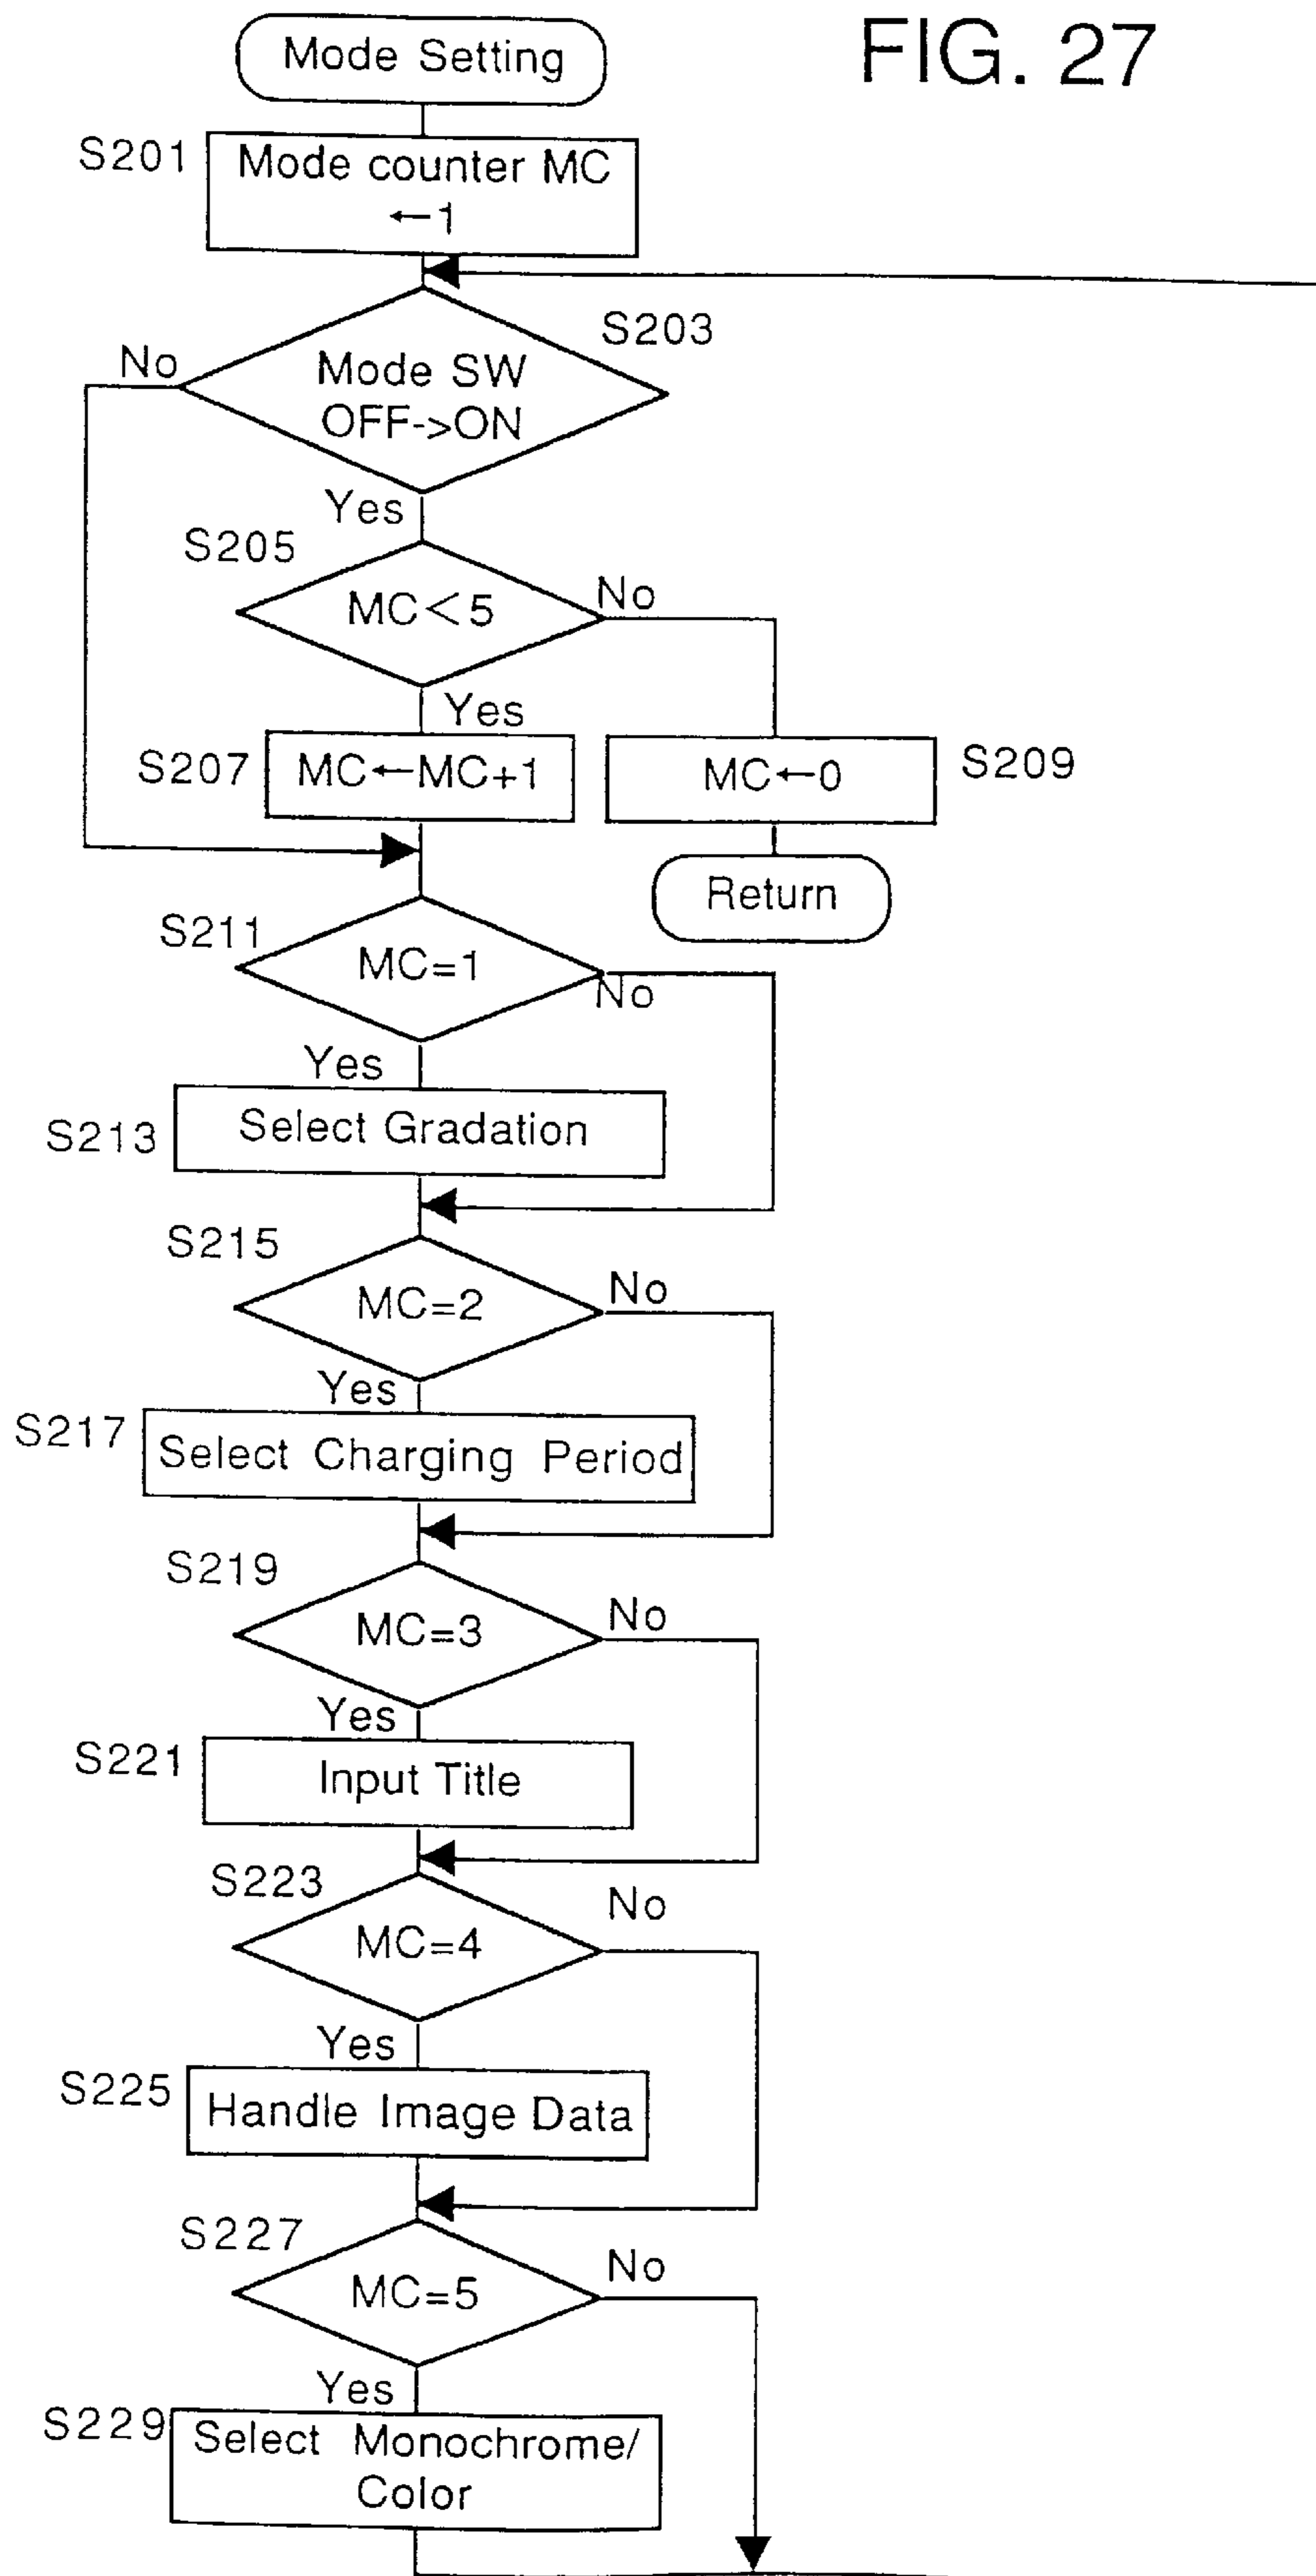 FIG. 27
Mode Setting
S201
Mode counter MC
←1
S203
No
Mode SW
OFF->ON
Yes
S205
MC<5
No
Yes
S207
MC←MC+1
MC←0
S209
Return
S211
MC=1
No
Yes
S213
Select Gradation
S215
MC=2
No
Yes
S217
Select Charging Period
S219
MC=3
No
Yes
S221
Input Title
S223
MC=4
No
Yes
S225
Handle Image Data
S227
MC=5
No
Yes
S229
Select Monochrome/
Color